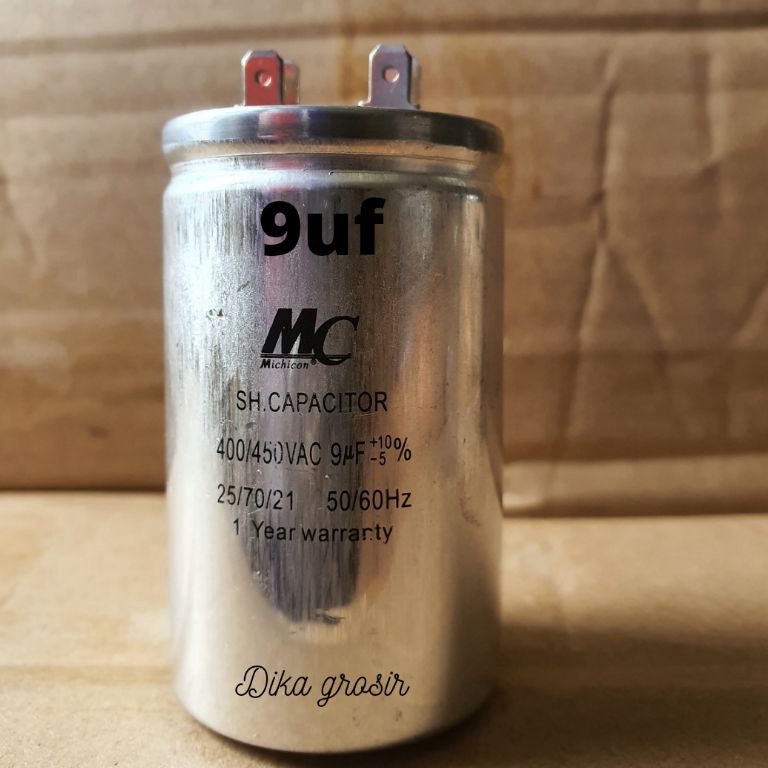 9uf
MC
Michicon®
SH.CAPACITOR
400/450VAC 9µF +10-5%
25/70/21 50/60Hz
1 Year warranty
Dika grosir